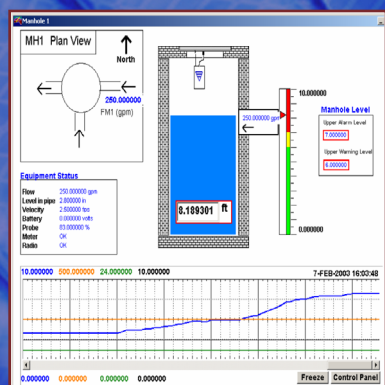 Manhole 1
MH1 Plan View
North
250.000000
FM1 (gpm)
250.000000 gpm
10.000000
0.000000
Manhole Level
Upper Alarm Level
7.000000
Upper Warning Level
6.000000
8.189301 ft
Equipment Status
Flow 250.000000 gpm
Level in pipe 2.800000 in
Velocity 2.500000 fps
Battery 0.000000 volts
Probe 83.000000 %
Meter OK
Radio OK
10.000000 500.000000 24.000000 10.000000 7-FEB-2003 16:03:48
0.000000 0.000000 0.000000 0.000000 Freeze Control Panel